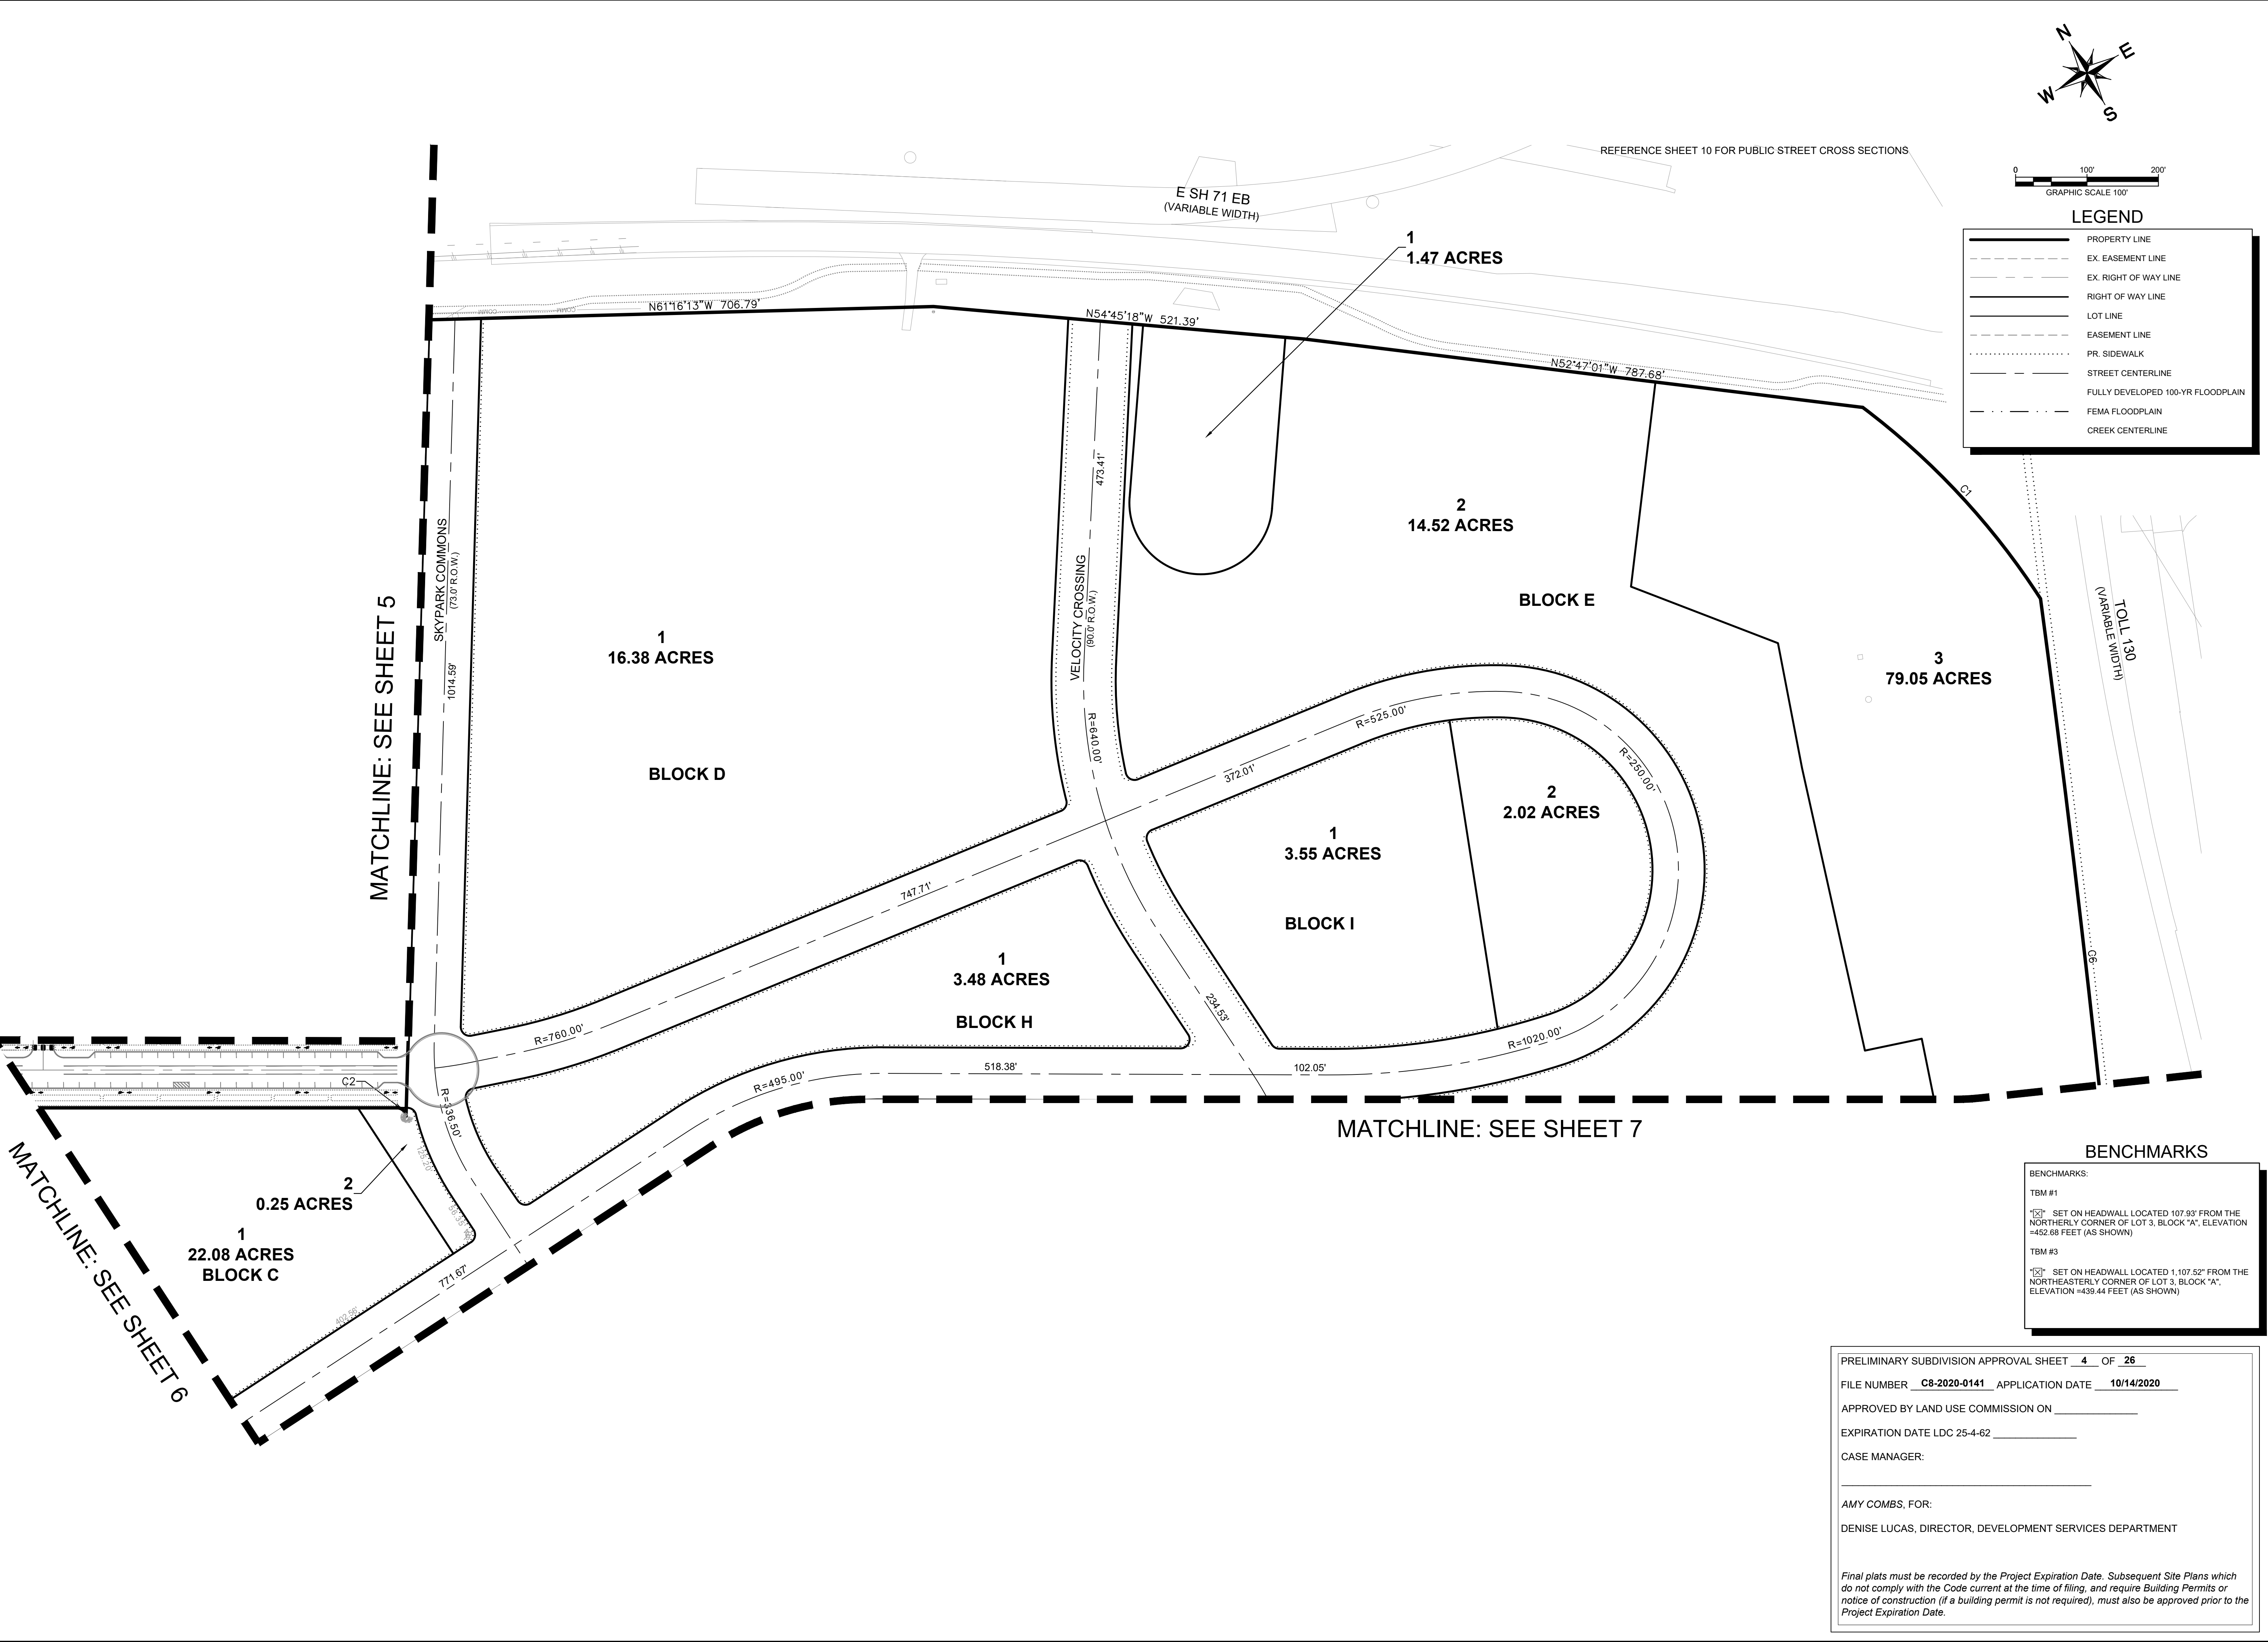 N
E
W
S
REFERENCE SHEET 10 FOR PUBLIC STREET CROSS SECTIONS
0 100' 200'
GRAPHIC SCALE 100'
LEGEND
PROPERTY LINE
EX. EASEMENT LINE
EX. RIGHT OF WAY LINE
RIGHT OF WAY LINE
LOT LINE
EASEMENT LINE
PR. SIDEWALK
STREET CENTERLINE
FULLY DEVELOPED 100-YR FLOODPLAIN
FEMA FLOODPLAIN
CREEK CENTERLINE
E SH 71 EB
(VARIABLE WIDTH)
1
1.47 ACRES
N61°16'13"W 706.79'
N54°45'18"W 521.39'
N52°47'01"W 787.68'
C1
SKYPARK COMMONS
(73.0' R.O.W.)
1014.59'
MATCHLINE: SEE SHEET 5
1
16.38 ACRES
BLOCK D
473.41'
VELOCITY CROSSING
(90.0' R.O.W.)
R=640.00'
2
14.52 ACRES
BLOCK E
3
79.05 ACRES
TOLL 130
(VARIABLE WIDTH)
C6
R=525.00'
372.01'
R=250.00'
2
2.02 ACRES
1
3.55 ACRES
BLOCK I
747.71'
1
3.48 ACRES
BLOCK H
234.53'
R=760.00'
R=1020.00'
518.38'
102.05'
R=495.00'
C2
R=336.50'
125.20'
MATCHLINE: SEE SHEET 7
2
0.25 ACRES
1
22.08 ACRES
BLOCK C
771.67'
402.56'
MATCHLINE: SEE SHEET 6
BENCHMARKS
BENCHMARKS:
TBM #1
"☒" SET ON HEADWALL LOCATED 107.93' FROM THE
NORTHERLY CORNER OF LOT 3, BLOCK "A", ELEVATION
=452.68 FEET (AS SHOWN)
TBM #3
"☒" SET ON HEADWALL LOCATED 1,107.52" FROM THE
NORTHEASTERLY CORNER OF LOT 3, BLOCK "A",
ELEVATION =439.44 FEET (AS SHOWN)
PRELIMINARY SUBDIVISION APPROVAL SHEET 4 OF 26
FILE NUMBER C8-2020-0141 APPLICATION DATE 10/14/2020
APPROVED BY LAND USE COMMISSION ON
EXPIRATION DATE LDC 25-4-62
CASE MANAGER:
AMY COMBS, FOR:
DENISE LUCAS, DIRECTOR, DEVELOPMENT SERVICES DEPARTMENT
Final plats must be recorded by the Project Expiration Date. Subsequent Site Plans which
do not comply with the Code current at the time of filing, and require Building Permits or
notice of construction (if a building permit is not required), must also be approved prior to the
Project Expiration Date.